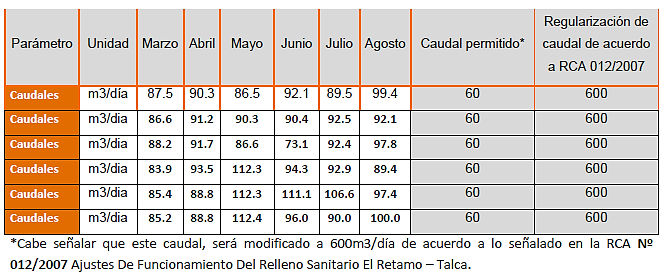 Parámetro Unidad Marzo Abril Mayo Junio Julio Agosto Caudal permitido* Regularización de caudal de acuerdo a RCA 012/2007
Caudales m3/día 87.5 90.3 86.5 92.1 89.5 99.4 60 600
Caudales m3/dia 86.6 91.2 90.3 90.4 92.5 92.1 60 600
Caudales m3/dia 88.2 91.7 86.6 73.1 92.4 97.8 60 600
Caudales m3/dia 83.9 93.5 112.3 94.3 92.9 89.4 60 600
Caudales m3/dia 85.4 88.8 112.3 111.1 106.6 97.4 60 600
Caudales m3/dia 85.2 88.8 112.4 96.0 90.0 100.0 60 600
*Cabe señalar que este caudal, será modificado a 600m3/día de acuerdo a lo señalado en la RCA Nº
012/2007 Ajustes De Funcionamiento Del Relleno Sanitario El Retamo – Talca.